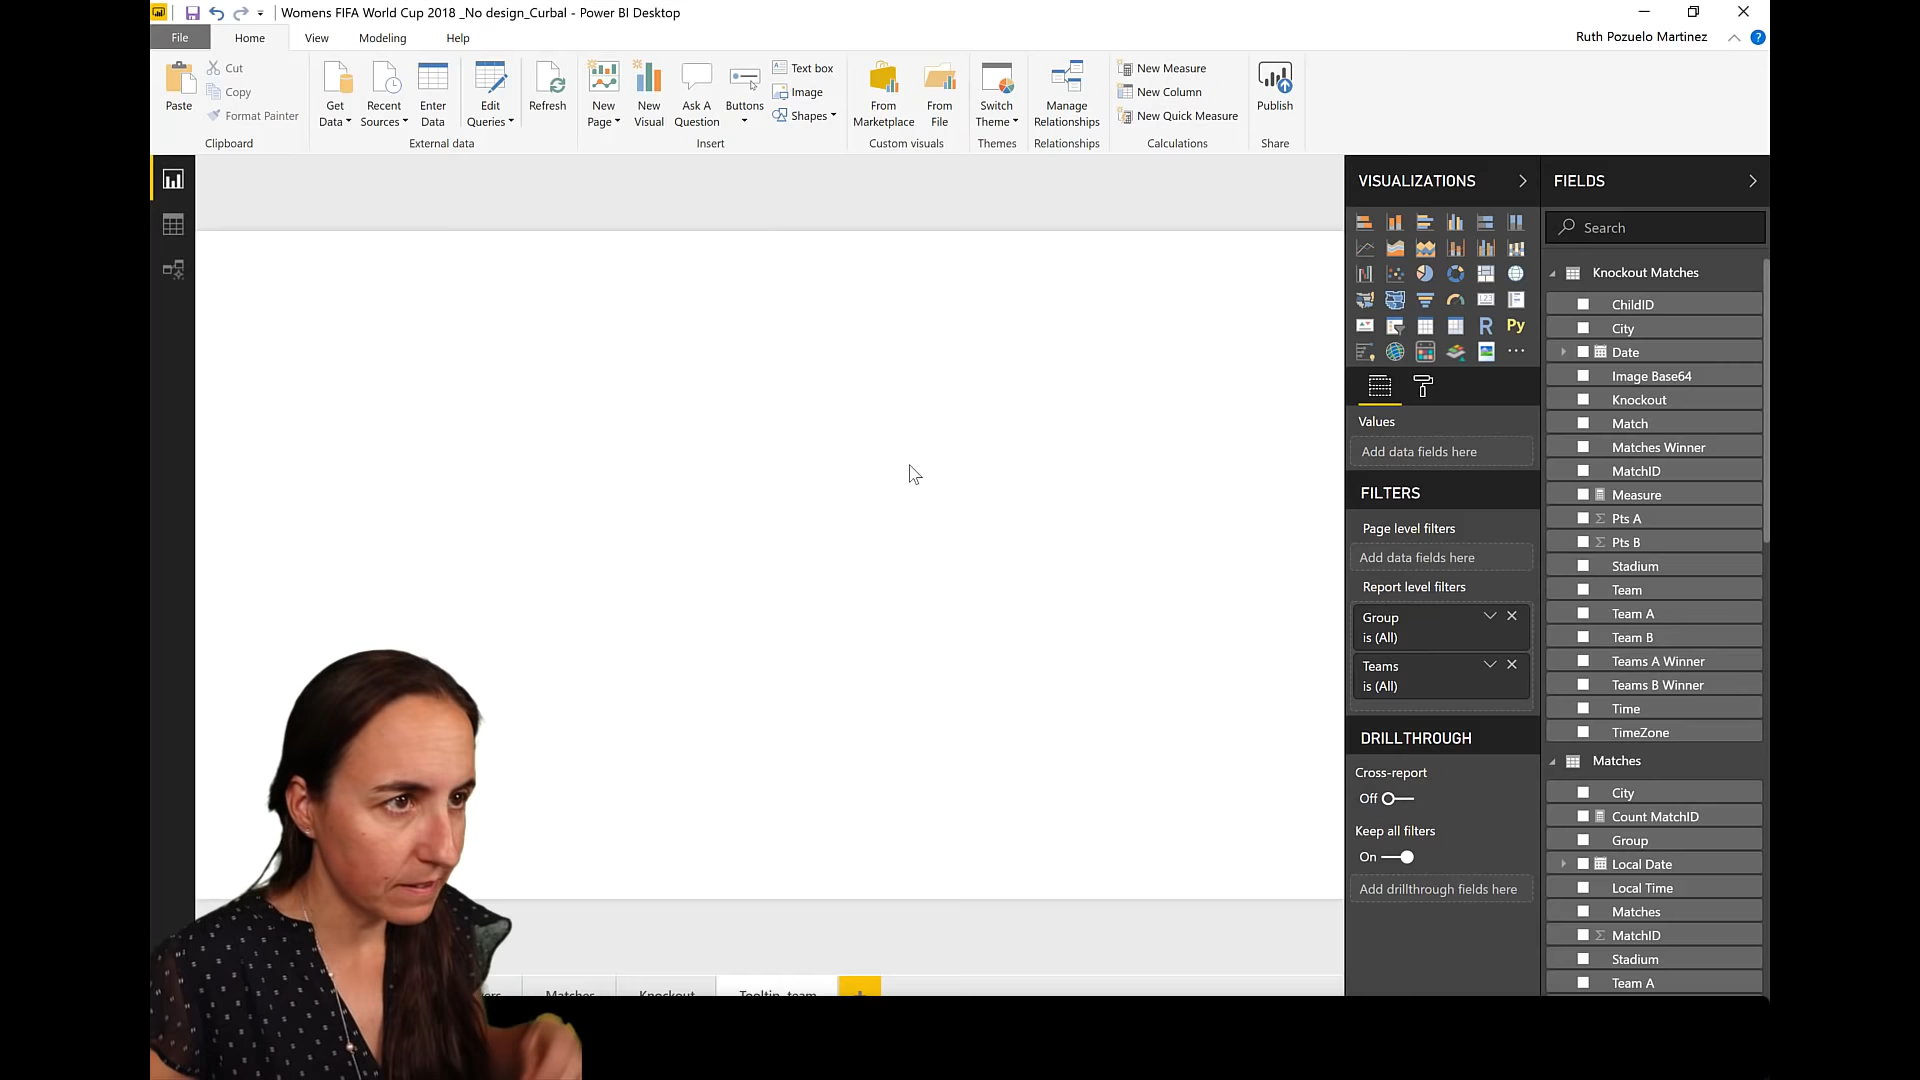 Womens FIFA World Cup 2018 _No design_Curbal - Power BI Desktop
File Home View Modeling Help
Ruth Pozuelo Martinez
Paste
Cut
Copy
Format Painter
Clipboard
Get Data
Recent Sources
Enter Data
Edit Queries
Refresh
External data
New Page
New Visual
Ask A Question
Buttons
Text box
Image
Shapes
Insert
From Marketplace
From File
Custom visuals
Switch Theme
Themes
Manage Relationships
Relationships
New Measure
New Column
New Quick Measure
Calculations
Publish
Share
VISUALIZATIONS
R
Py
123
Values
Add data fields here
FILTERS
Page level filters
Add data fields here
Report level filters
Group
is (All)
Teams
is (All)
DRILLTHROUGH
Cross-report
Off
Keep all filters
On
Add drillthrough fields here
FIELDS
Search
Knockout Matches
ChildID
City
Date
Image Base64
Knockout
Match
Matches Winner
MatchID
Measure
Pts A
Pts B
Stadium
Team
Team A
Team B
Teams A Winner
Teams B Winner
Time
TimeZone
Matches
City
Count MatchID
Group
Local Date
Local Time
Matches
MatchID
Stadium
Team A
Matches Knockout Tooltip_team